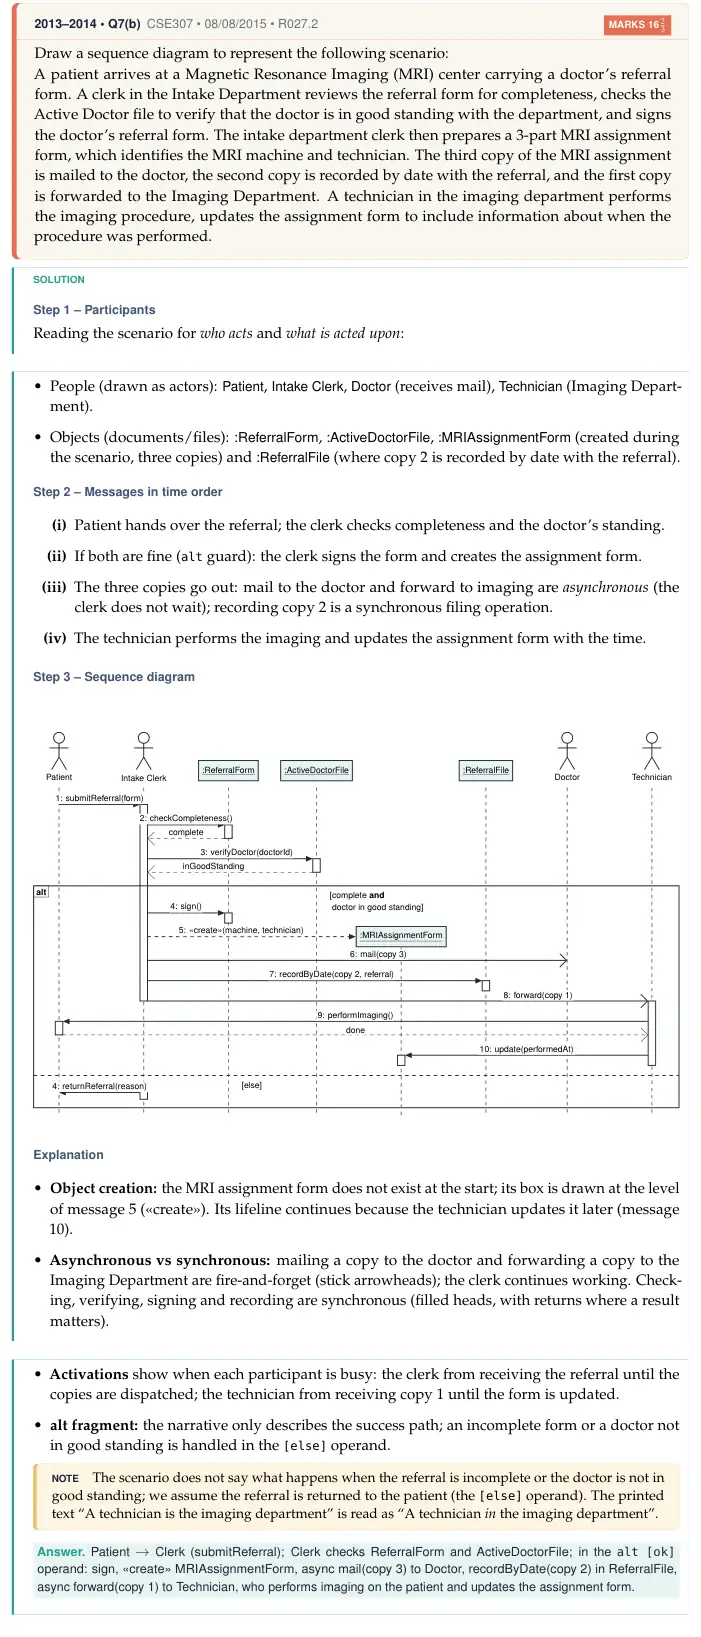 2013–2014 • Q7(b) CSE307 • 08/08/2015 • R027.2
MARKS 16 2/3
Draw a sequence diagram to represent the following scenario:
A patient arrives at a Magnetic Resonance Imaging (MRI) center carrying a doctor's referral
form. A clerk in the Intake Department reviews the referral form for completeness, checks the
Active Doctor file to verify that the doctor is in good standing with the department, and signs
the doctor's referral form. The intake department clerk then prepares a 3-part MRI assignment
form, which identifies the MRI machine and technician. The third copy of the MRI assignment
is mailed to the doctor, the second copy is recorded by date with the referral, and the first copy
is forwarded to the Imaging Department. A technician in the imaging department performs
the imaging procedure, updates the assignment form to include information about when the
procedure was performed.
SOLUTION
Step 1 – Participants
Reading the scenario for who acts and what is acted upon:
• People (drawn as actors): Patient, Intake Clerk, Doctor (receives mail), Technician (Imaging Depart-
ment).
• Objects (documents/files): :ReferralForm, :ActiveDoctorFile, :MRIAssignmentForm (created during
the scenario, three copies) and :ReferralFile (where copy 2 is recorded by date with the referral).
Step 2 – Messages in time order
(i) Patient hands over the referral; the clerk checks completeness and the doctor's standing.
(ii) If both are fine (alt guard): the clerk signs the form and creates the assignment form.
(iii) The three copies go out: mail to the doctor and forward to imaging are asynchronous (the
clerk does not wait); recording copy 2 is a synchronous filing operation.
(iv) The technician performs the imaging and updates the assignment form with the time.
Step 3 – Sequence diagram
:ReferralForm :ActiveDoctorFile :ReferralFile
Patient Intake Clerk Doctor Technician
1: submitReferral(form)
2: checkCompleteness()
complete
3: verifyDoctor(doctorId)
inGoodStanding
alt [complete and
doctor in good standing]
4: sign()
5: «create»(machine, technician) :MRIAssignmentForm
6: mail(copy 3)
7: recordByDate(copy 2, referral)
8: forward(copy 1)
9: performImaging()
done
10: update(performedAt)
4: returnReferral(reason) [else]
Explanation
• Object creation: the MRI assignment form does not exist at the start; its box is drawn at the level
of message 5 («create»). Its lifeline continues because the technician updates it later (message
10).
• Asynchronous vs synchronous: mailing a copy to the doctor and forwarding a copy to the
Imaging Department are fire-and-forget (stick arrowheads); the clerk continues working. Check-
ing, verifying, signing and recording are synchronous (filled heads, with returns where a result
matters).
• Activations show when each participant is busy: the clerk from receiving the referral until the
copies are dispatched; the technician from receiving copy 1 until the form is updated.
• alt fragment: the narrative only describes the success path; an incomplete form or a doctor not
in good standing is handled in the [else] operand.
NOTE The scenario does not say what happens when the referral is incomplete or the doctor is not in
good standing; we assume the referral is returned to the patient (the [else] operand). The printed
text “A technician is the imaging department” is read as “A technician in the imaging department”.
Answer. Patient → Clerk (submitReferral); Clerk checks ReferralForm and ActiveDoctorFile; in the alt [ok]
operand: sign, «create» MRIAssignmentForm, async mail(copy 3) to Doctor, recordByDate(copy 2) in ReferralFile,
async forward(copy 1) to Technician, who performs imaging on the patient and updates the assignment form.